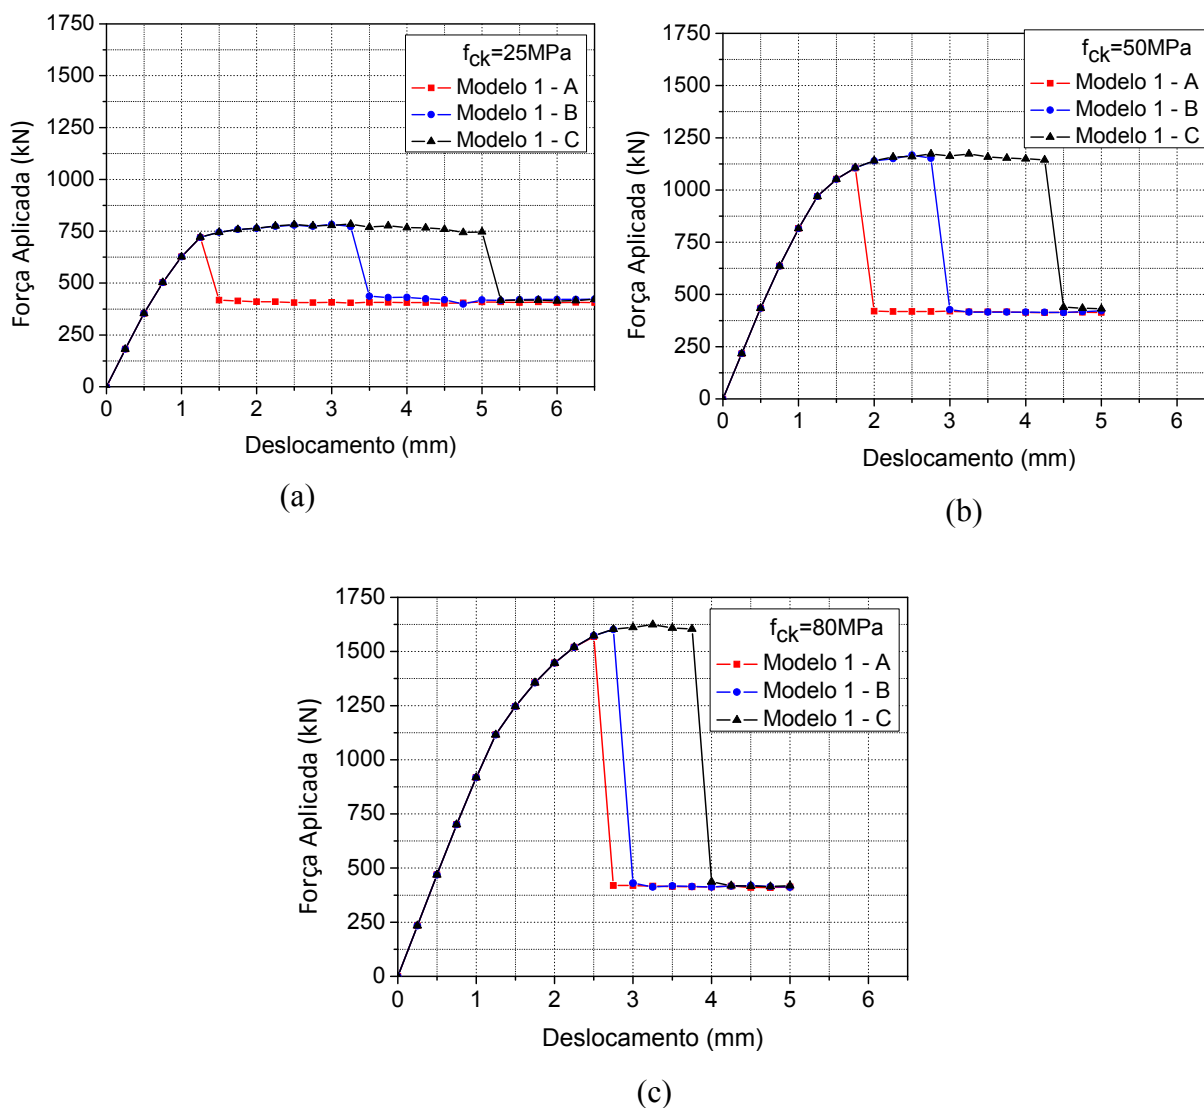 1750
1500
1250
1000
750
500
250
0
Força Aplicada (kN)
f_ck=25MPa
Modelo 1 - A
Modelo 1 - B
Modelo 1 - C
0 1 2 3 4 5 6
Deslocamento (mm)
(a)
1750
1500
1250
1000
750
500
250
0
Força Aplicada (kN)
f_ck=50MPa
Modelo 1 - A
Modelo 1 - B
Modelo 1 - C
0 1 2 3 4 5 6
Deslocamento (mm)
(b)
1750
1500
1250
1000
750
500
250
0
Força Aplicada (kN)
f_ck=80MPa
Modelo 1 - A
Modelo 1 - B
Modelo 1 - C
0 1 2 3 4 5 6
Deslocamento (mm)
(c)